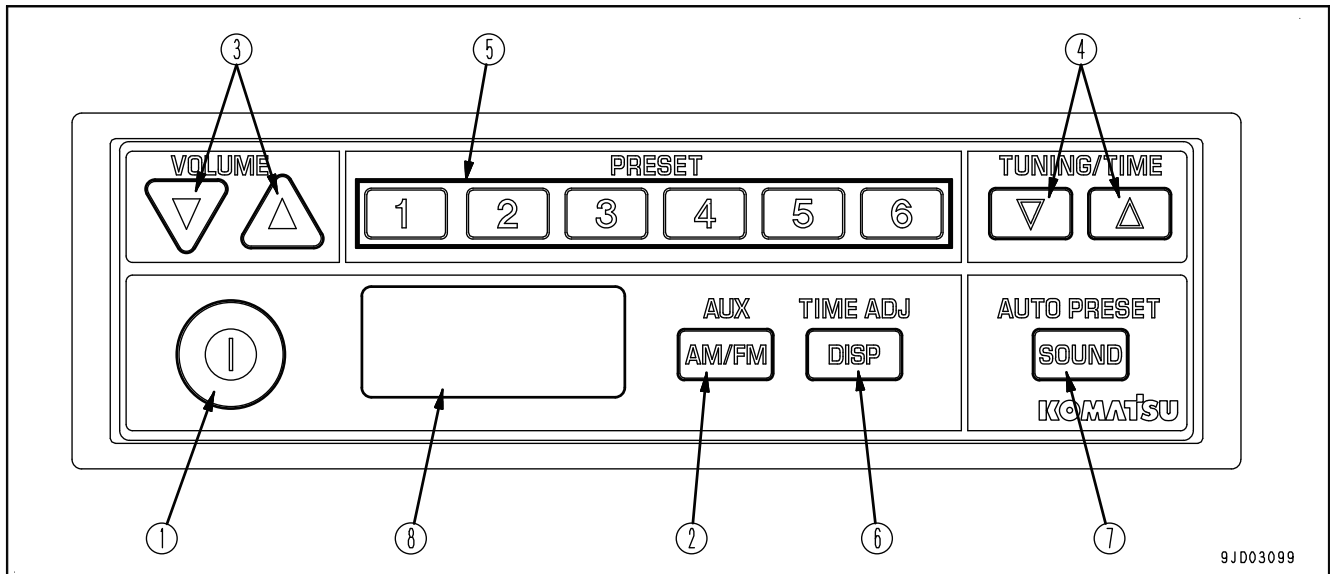 ③ ⑤ ④
VOLUME PRESET TUNING/TIME
1 2 3 4 5 6
AUX TIME ADJ AUTO PRESET
AM/FM DISP SOUND
KOMATSU
① ⑧ ② ⑥ ⑦
9JD03099